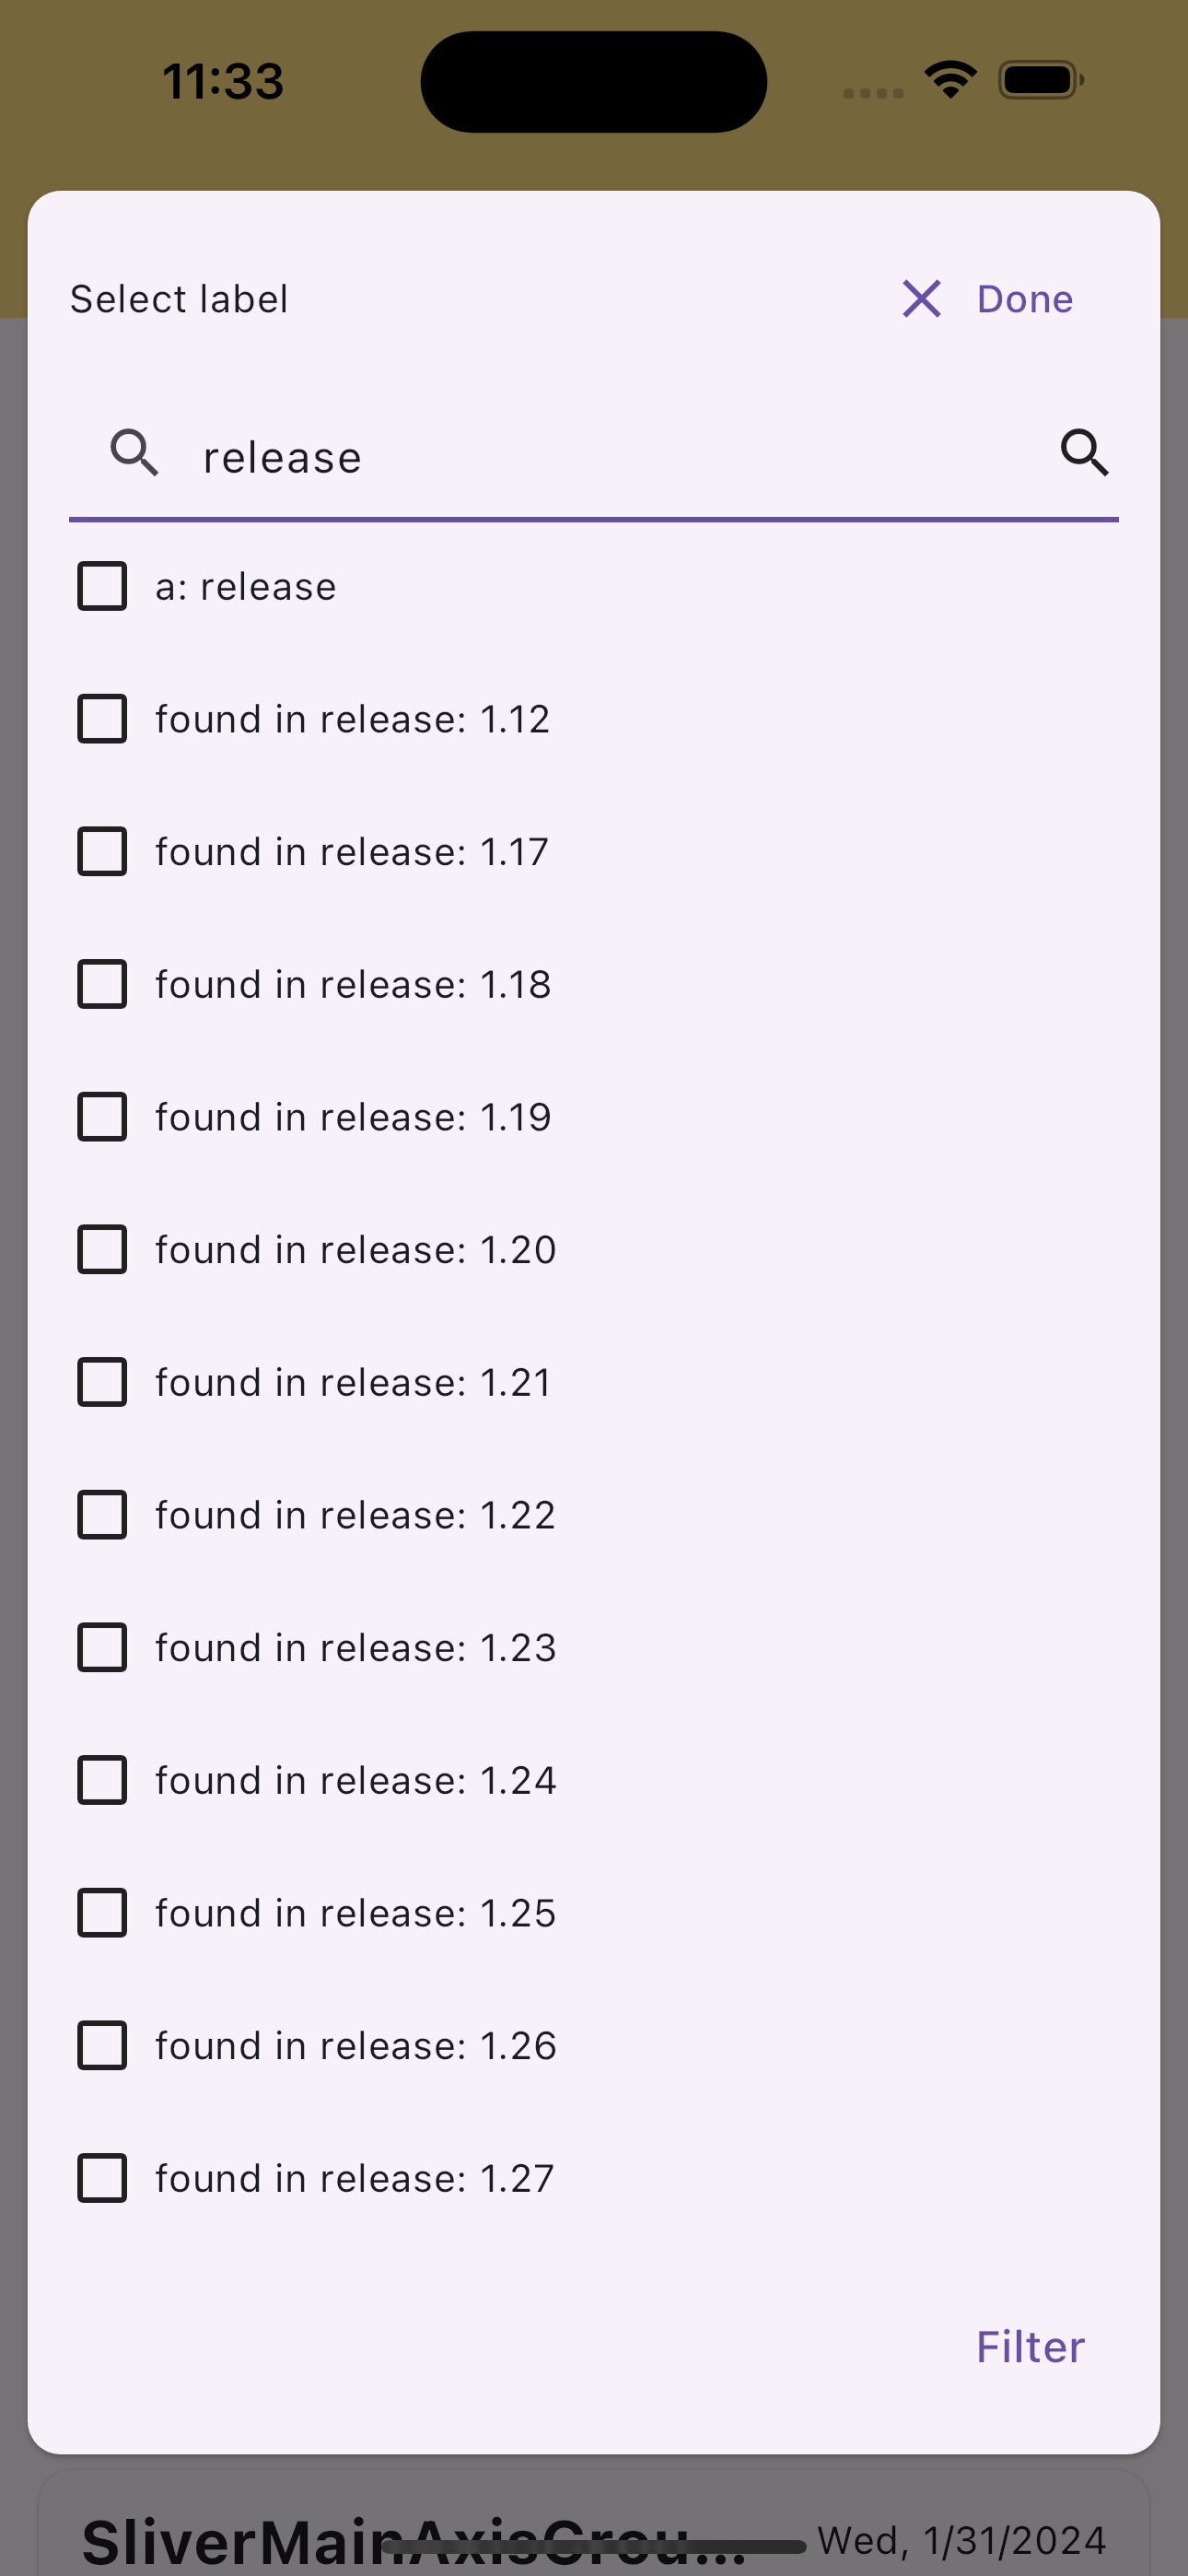 11:33
Select label
Done
release
a: release
found in release: 1.12
found in release: 1.17
found in release: 1.18
found in release: 1.19
found in release: 1.20
found in release: 1.21
found in release: 1.22
found in release: 1.23
found in release: 1.24
found in release: 1.25
found in release: 1.26
found in release: 1.27
Filter
SliverMainAxisGrou... Wed, 1/31/2024